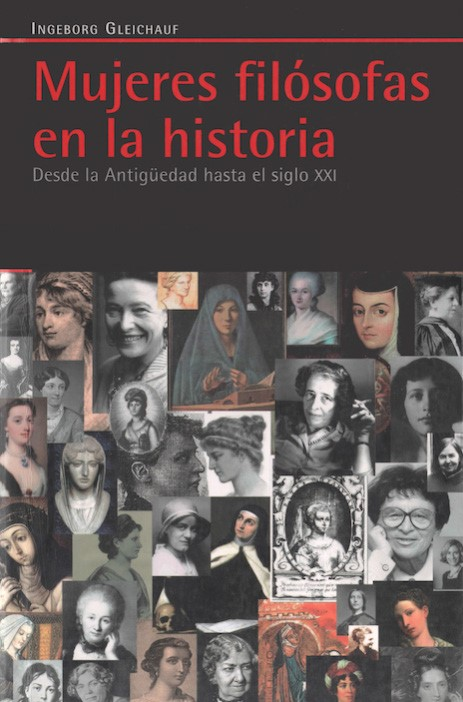 INGEBORG GLEICHAUF
Mujeres filósofas
en la historia
Desde la Antigüedad hasta el siglo XXI